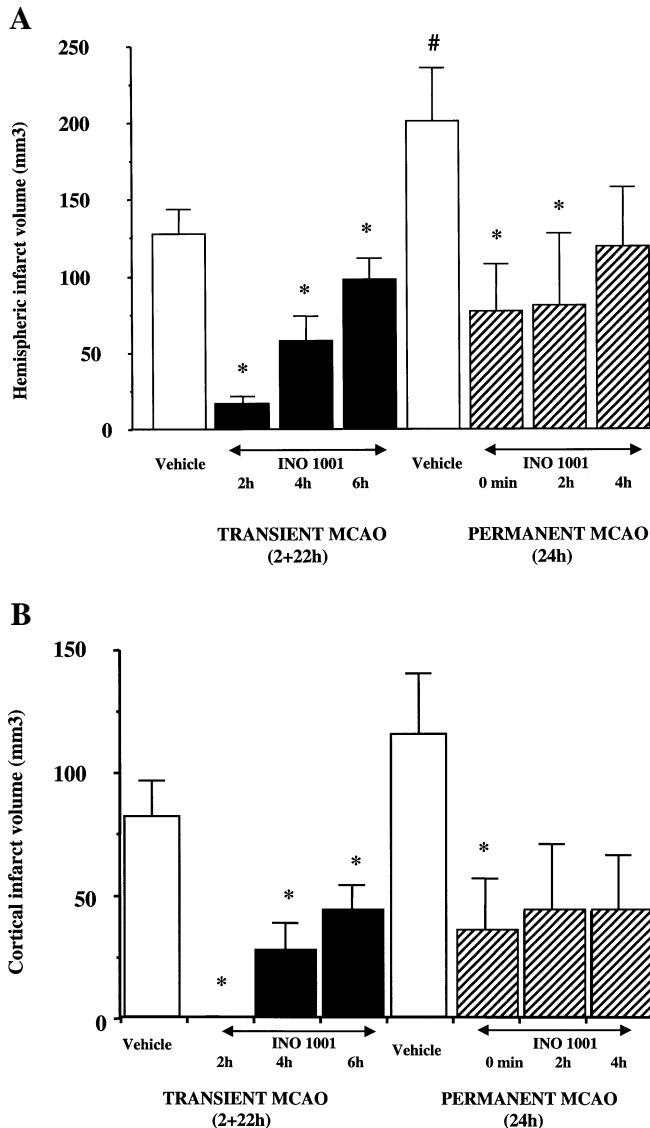 A
Hemispheric infarct volume (mm3)
250
200
150
100
50
0
#
*
*
*
*
*
Vehicle
INO 1001
2h 4h 6h
Vehicle
INO 1001
0 min 2h 4h
TRANSIENT MCAO
(2+22h)
PERMANENT MCAO
(24h)
B
Cortical infarct volume (mm3)
150
100
50
0
*
*
*
*
Vehicle
INO 1001
2h 4h 6h
Vehicle
INO 1001
0 min 2h 4h
TRANSIENT MCAO
(2+22h)
PERMANENT MCAO
(24h)